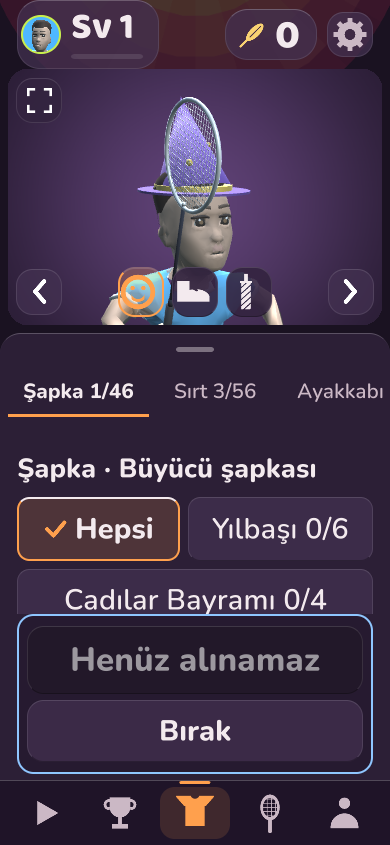 Sv 1
0
Şapka 1/46
Sırt 3/56
Ayakkabı
Şapka · Büyücü şapkası
Hepsi
Yılbaşı 0/6
Cadılar Bayramı 0/4
Henüz alınamaz
Bırak